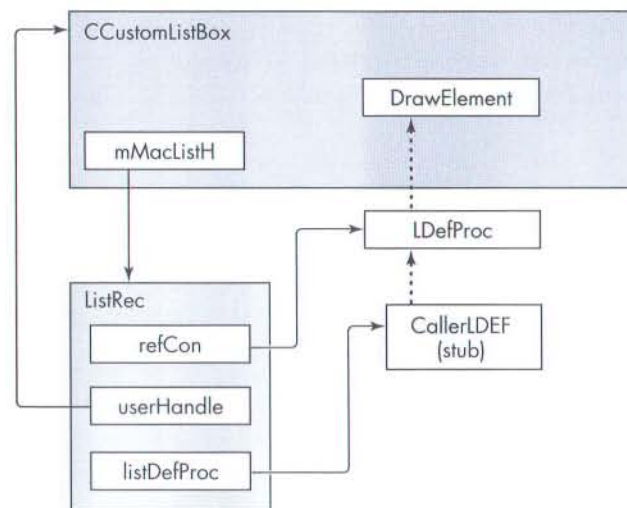 CCustomListBox
DrawElement
mMacListH
LDefProc
ListRec
CallerLDEF
(stub)
refCon
userHandle
listDefProc